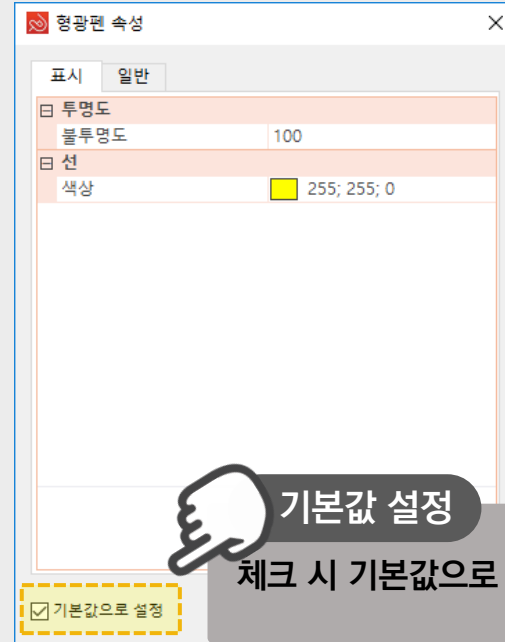 형광펜 속성
표시 일반
투명도
불투명도 100
선
색상 255; 255; 0
기본값 설정
체크 시 기본값으로
기본값으로 설정